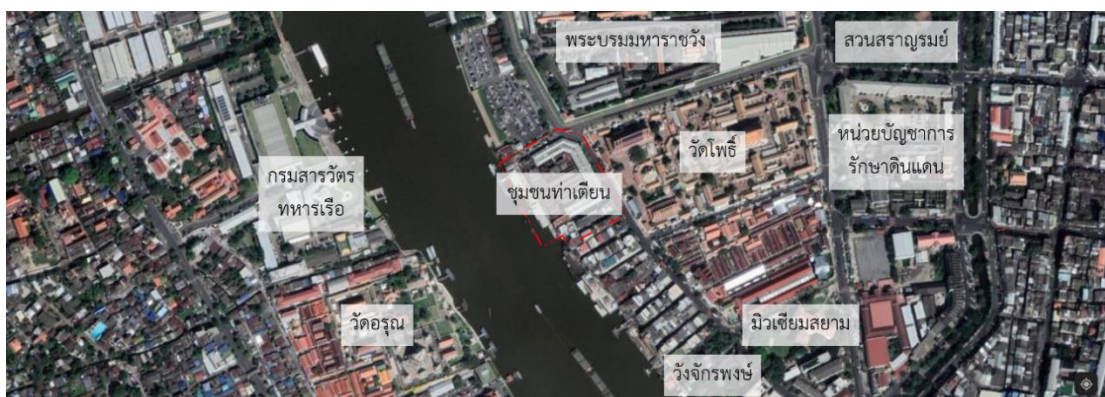 พระบรมมหาราชวัง
สวนสราญรมย์
หน่วยบัญชาการ
รักษาดินแดน
วัดโพธิ์
กรมสารวัตร
ทหารเรือ
ชุมชนท่าเตียน
วัดอรุณ
มิวเซียมสยาม
วังจักรพงษ์